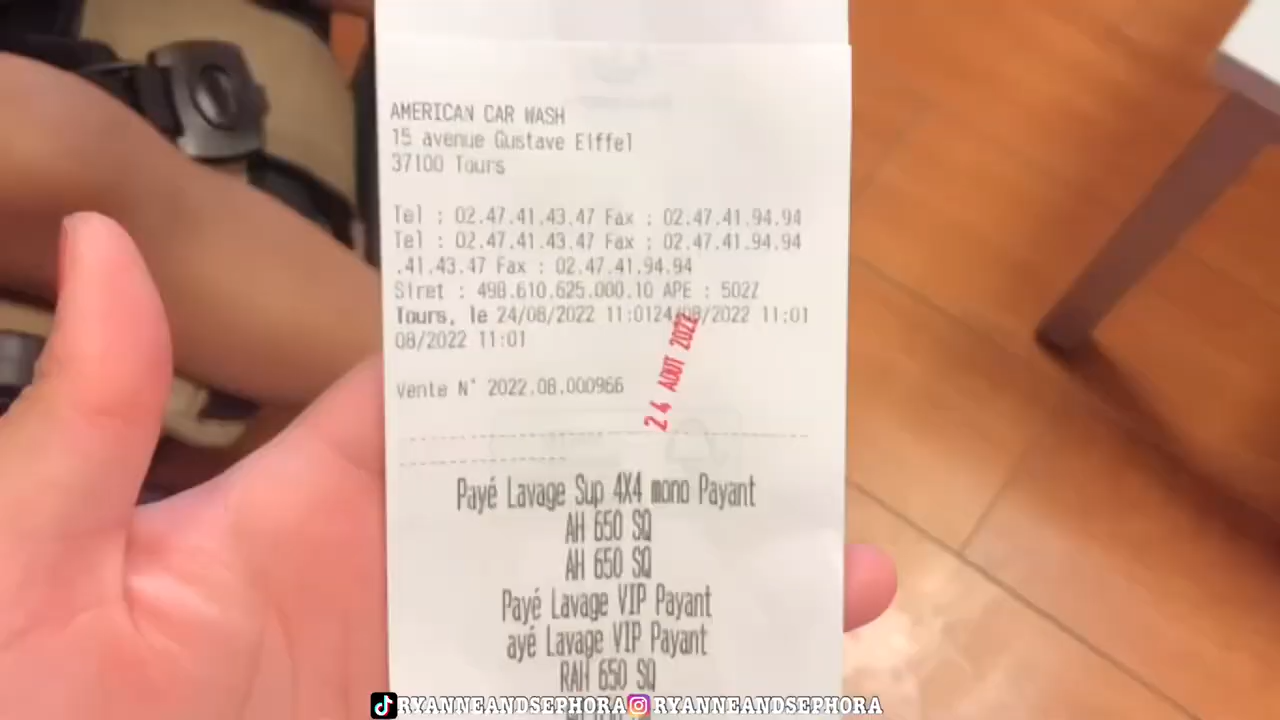 AMERICAN CAR WASH
15 avenue Gustave Eiffel
37100 Tours
Tel : 02.47.41.43.47 Fax : 02.47.41.94.94
Tel : 02.47.41.43.47 Fax : 02.47.41.94.94
.41.43.47 Fax : 02.47.41.94.94
Siret : 498.610.625.000.10 APE : 502Z
Tours, le 24/08/2022 11:0124/08/2022 11:01
08/2022 11:01
24 AOUT 2022
Vente N° 2022.08.000966
Payé Lavage Sup 4X4 mono Payant
AH 650 SQ
AH 650 SQ
Payé Lavage VIP Payant
ayé Lavage VIP Payant
RAH 650 SQ
RYANNEANDSEPHORA RYANNEANDSEPHORA